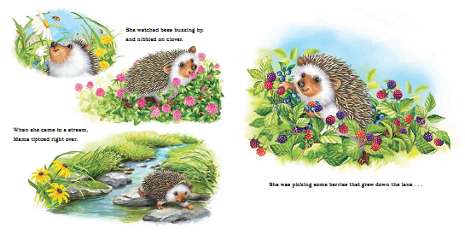 She watched bees buzzing by,
and nibbled on clover.
When she came to a stream,
Mama tiptoed right over.
She was picking some berries that grew down the lane . . .